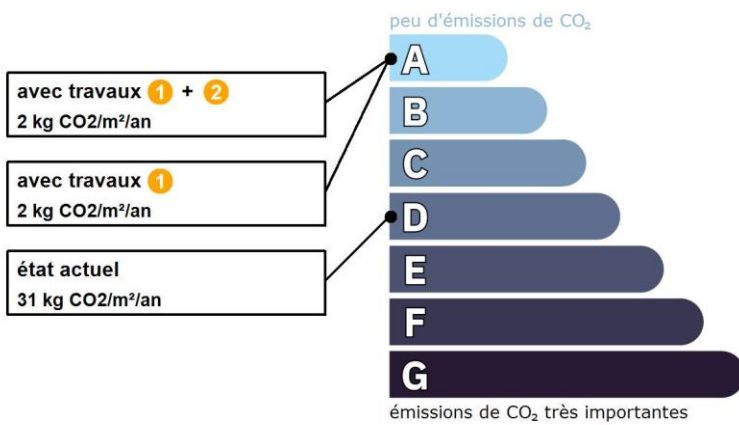 peu d'émissions de CO₂
A
avec travaux 1 + 2
2 kg CO2/m²/an
B
C
avec travaux 1
2 kg CO2/m²/an
D
état actuel
31 kg CO2/m²/an
E
F
G
émissions de CO₂ très importantes